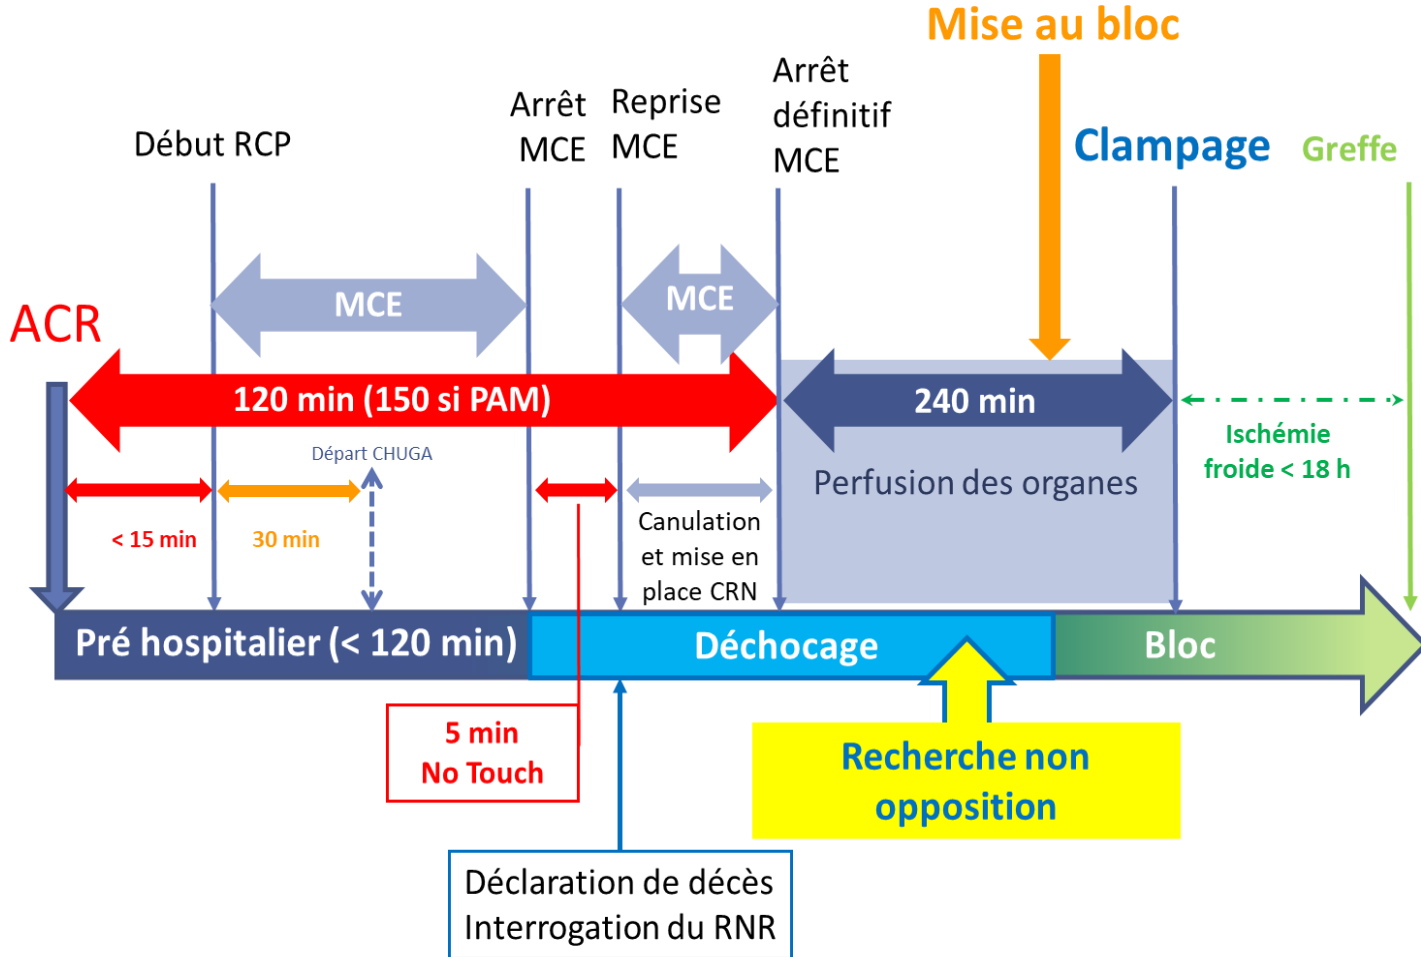 Mise au bloc
Arrêt
définitif
MCE
Reprise
MCE
Arrêt
MCE
Début RCP
Clampage
Greffe
MCE
MCE
ACR
120 min (150 si PAM)
240 min
Départ CHUGA
Ischémie
froide < 18 h
Perfusion des organes
< 15 min
30 min
Canulation
et mise en
place CRN
Pré hospitalier (< 120 min)
Déchocage
Bloc
5 min
No Touch
Recherche non
opposition
Déclaration de décès
Interrogation du RNR